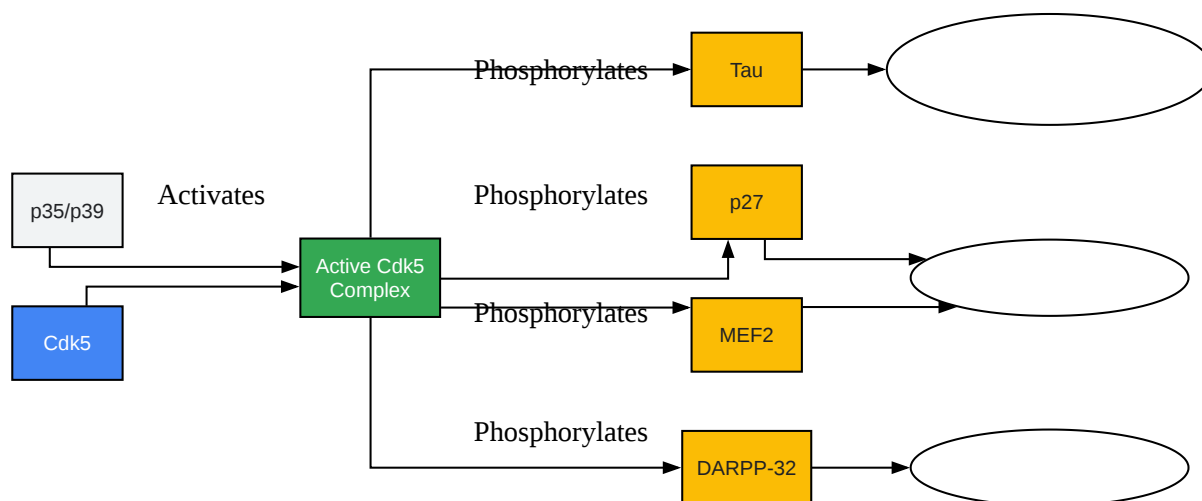 Phosphorylates
Tau
p35/p39
Activates
Phosphorylates
p27
Active Cdk5
Complex
Cdk5
Phosphorylates
MEF2
Phosphorylates
DARPP-32